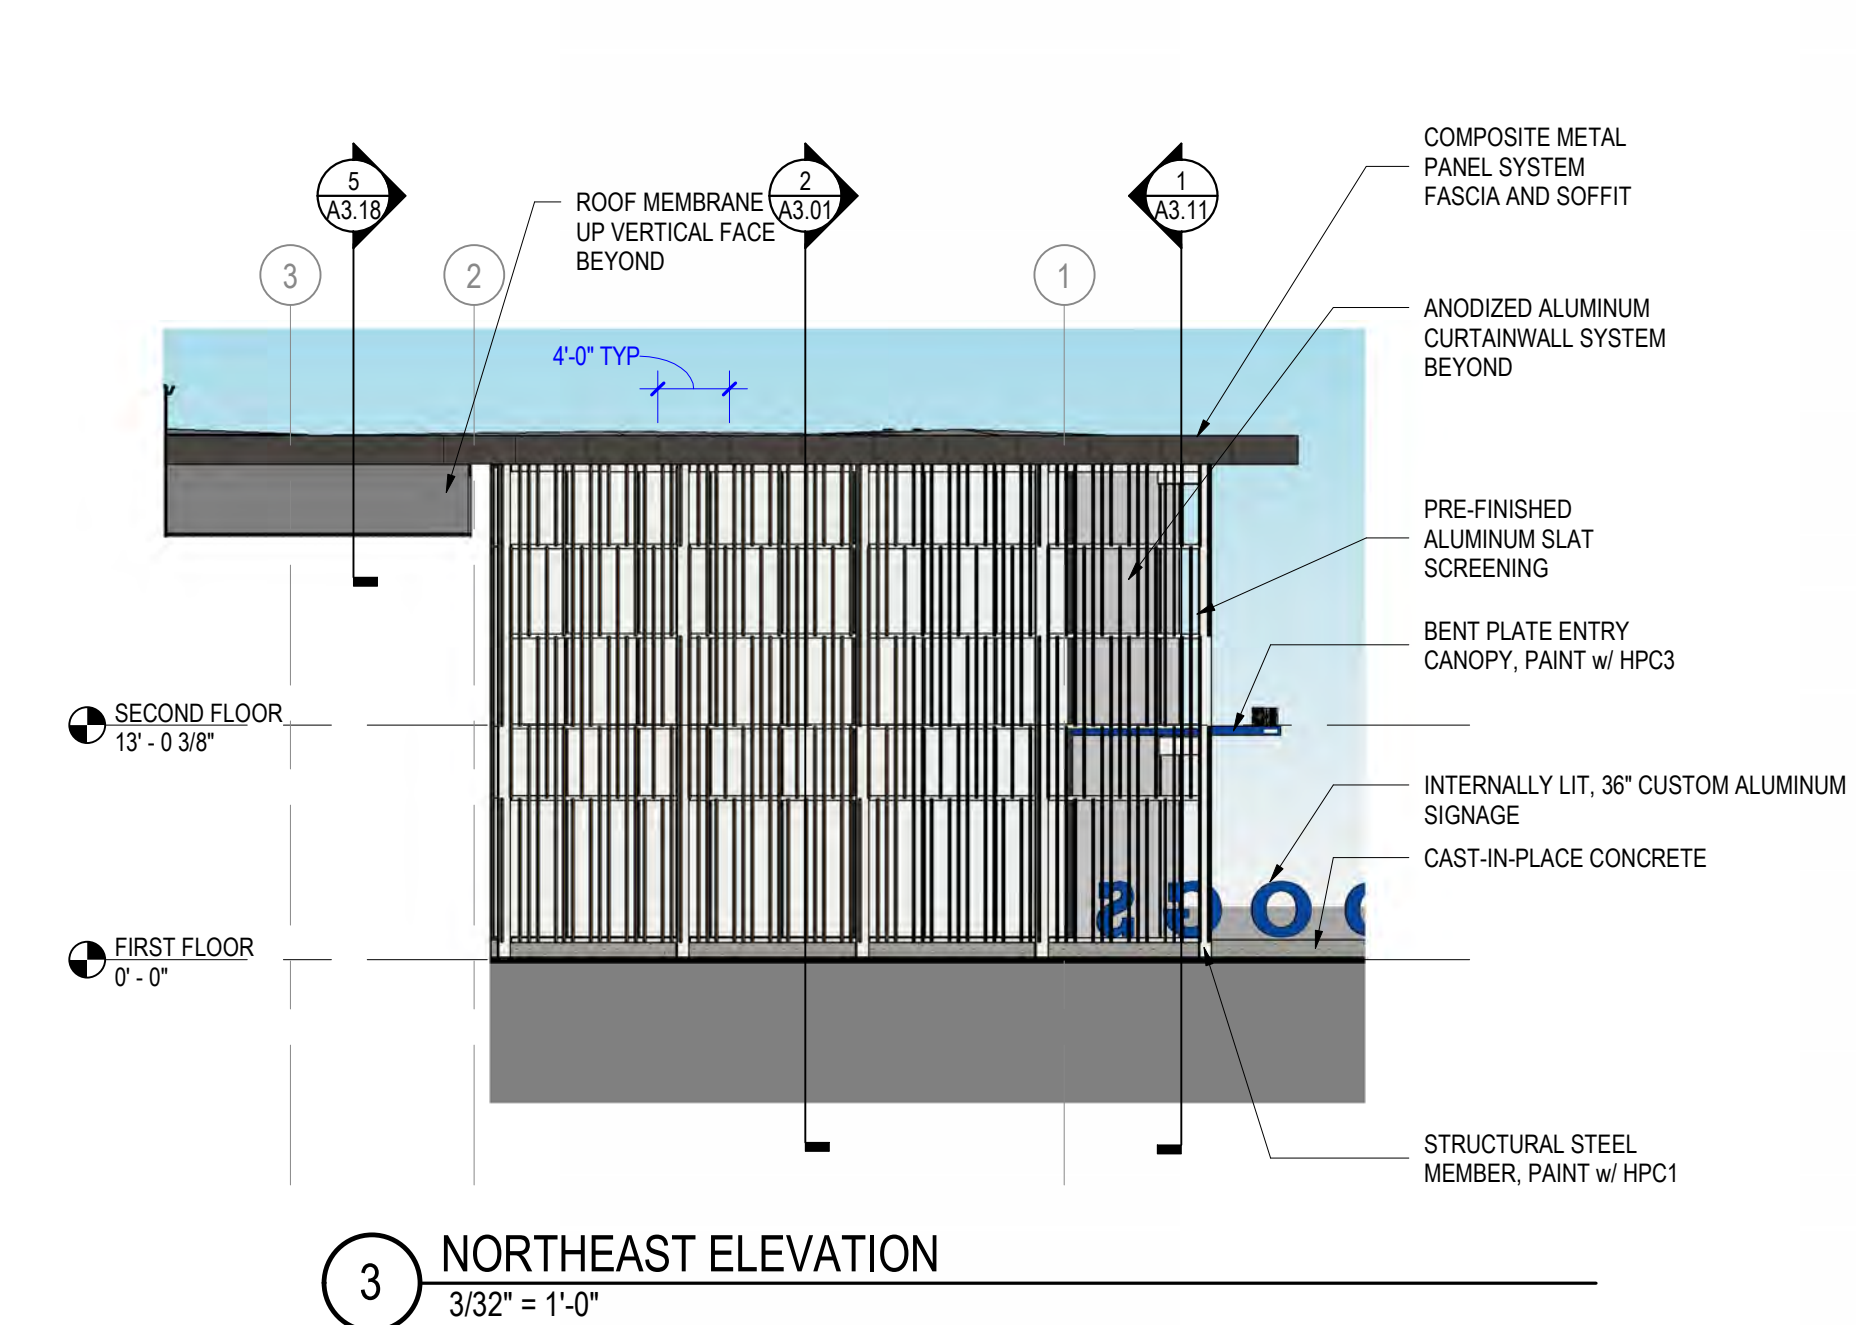 COMPOSITE METAL
PANEL SYSTEM
FASCIA AND SOFFIT
5
A3.18
2
A3.01
1
A3.11
ROOF MEMBRANE
UP VERTICAL FACE
BEYOND
3
2
1
ANODIZED ALUMINUM
CURTAINWALL SYSTEM
BEYOND
4'-0" TYP
PRE-FINISHED
ALUMINUM SLAT
SCREENING
BENT PLATE ENTRY
CANOPY, PAINT w/ HPC3
SECOND FLOOR
13' - 0 3/8"
INTERNALLY LIT, 36" CUSTOM ALUMINUM
SIGNAGE
CAST-IN-PLACE CONCRETE
FIRST FLOOR
0' - 0"
STRUCTURAL STEEL
MEMBER, PAINT w/ HPC1
3
NORTHEAST ELEVATION
3/32" = 1'-0"